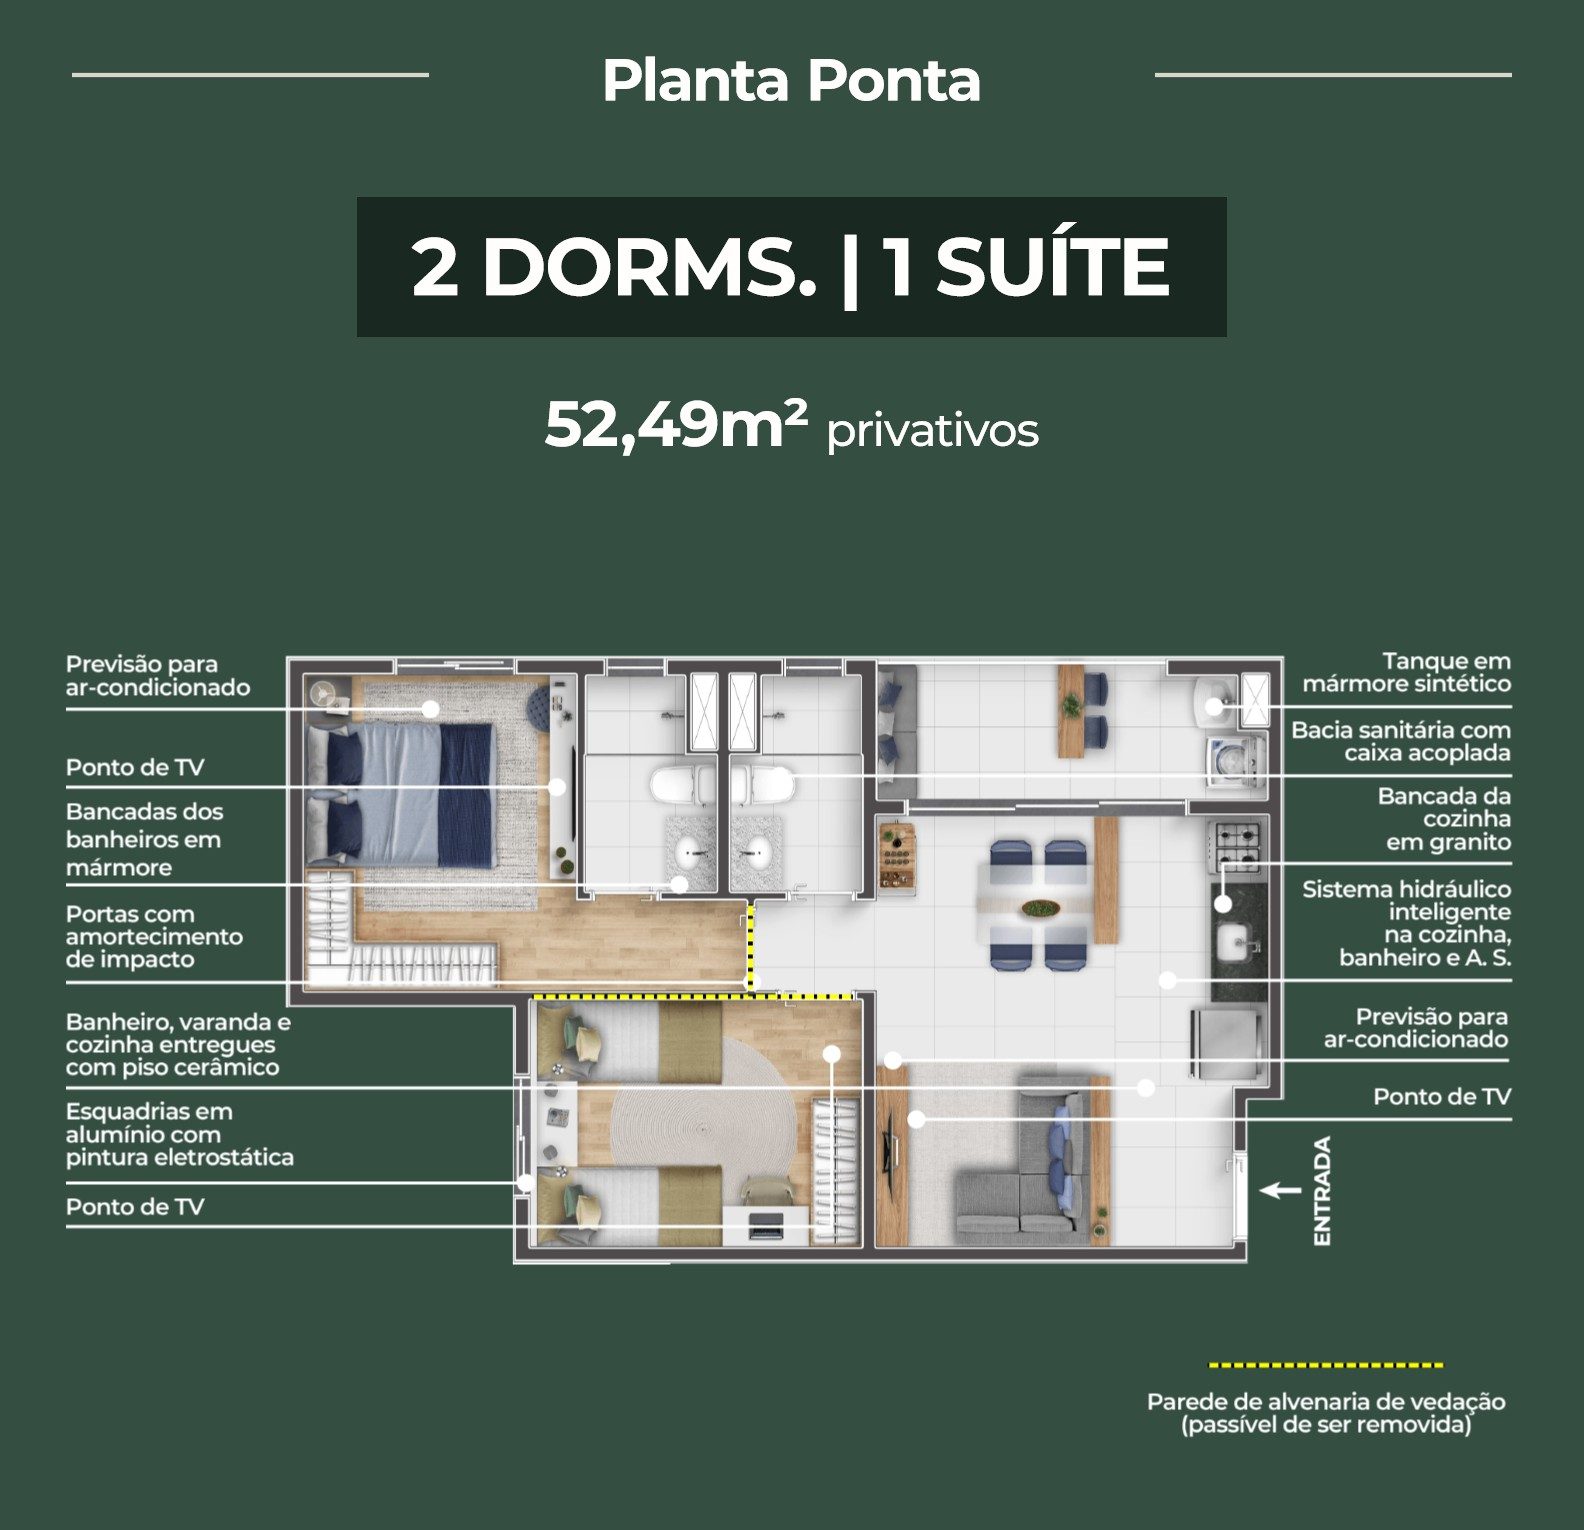 Planta Ponta
2 DORMS. | 1 SUÍTE
52,49m² privativos
Previsão para
ar-condicionado
Ponto de TV
Bancadas dos
banheiros em
mármore
Portas com
amortecimento
de impacto
Banheiro, varanda e
cozinha entregues
com piso cerâmico
Esquadrias em
alumínio com
pintura eletrostática
Ponto de TV
Tanque em
mármore sintético
Bacia sanitária com
caixa acoplada
Bancada da
cozinha
em granito
Sistema hidráulico
inteligente
na cozinha,
banheiro e A. S.
Previsão para
ar-condicionado
Ponto de TV
ENTRADA
Parede de alvenaria de vedação
(passível de ser removida)